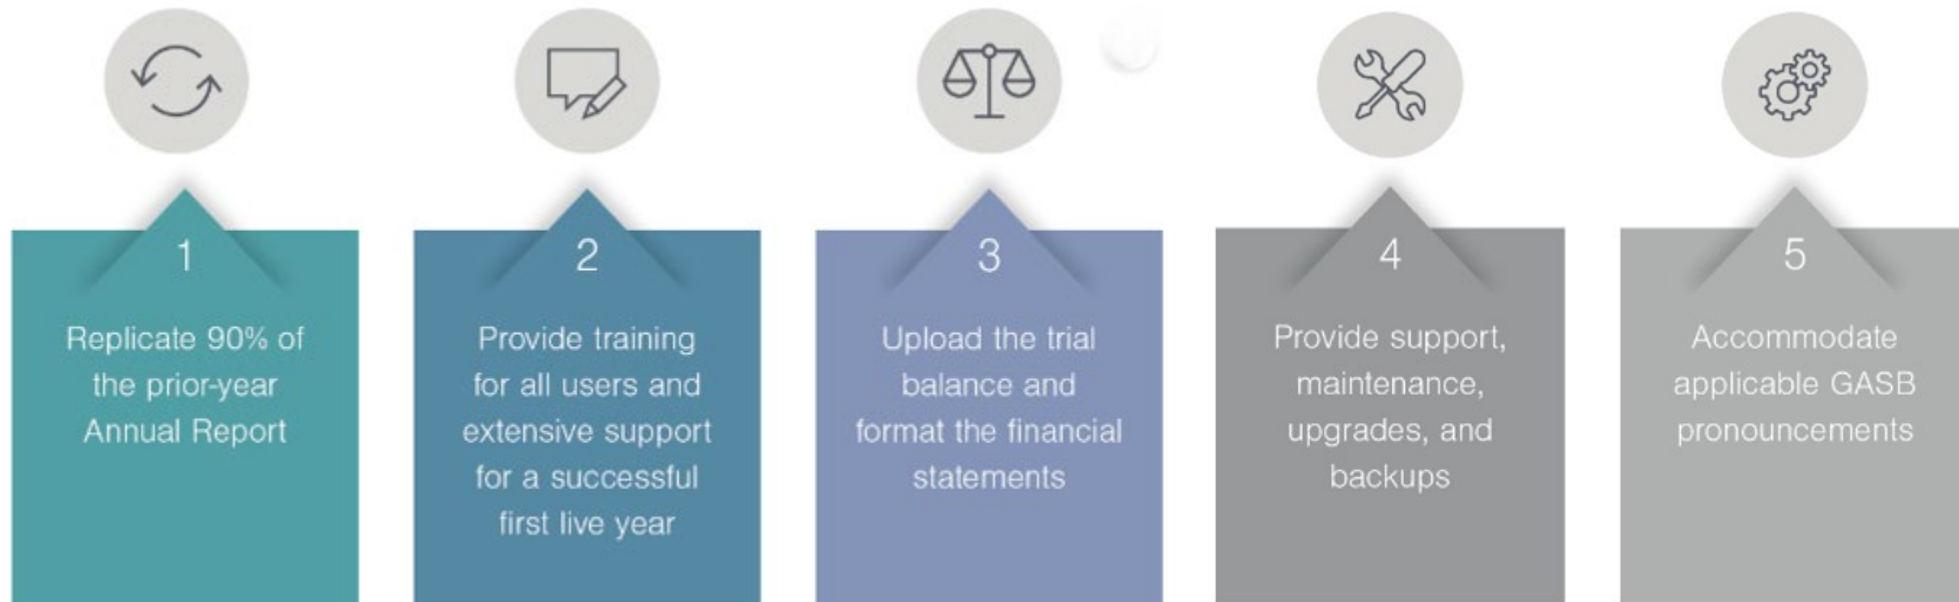 1
Replicate 90% of
the prior-year
Annual Report
2
Provide training
for all users and
extensive support
for a successful
first live year
3
Upload the trial
balance and
format the financial
statements
4
Provide support,
maintenance,
upgrades, and
backups
5
Accommodate
applicable GASB
pronouncements